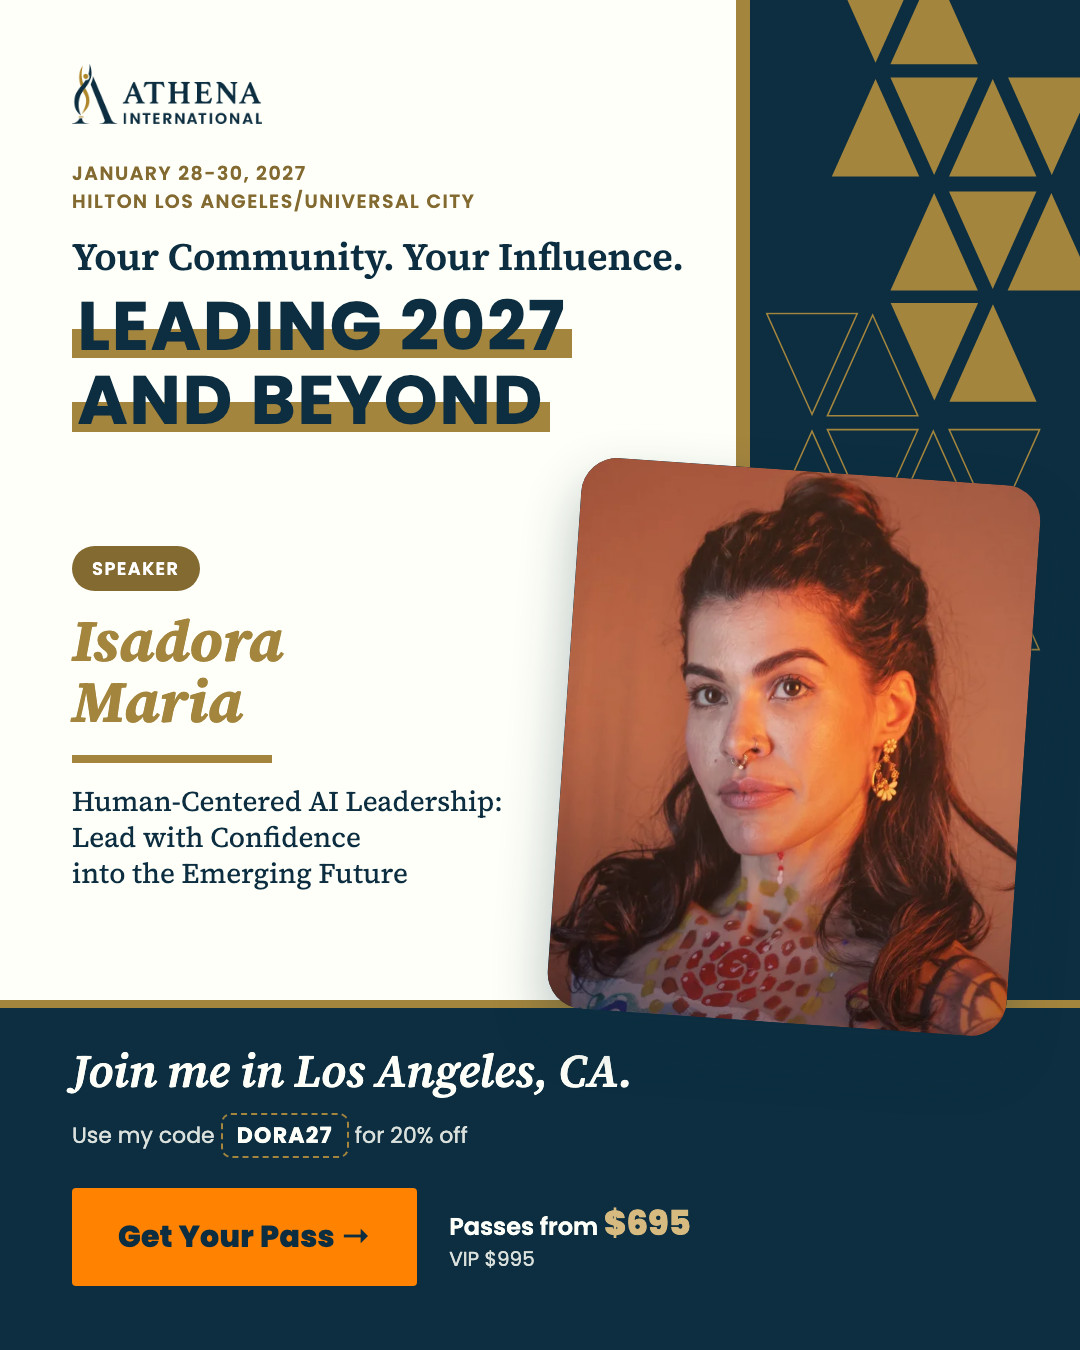 ATHENA
INTERNATIONAL
JANUARY 28-30, 2027
HILTON LOS ANGELES/UNIVERSAL CITY
Your Community. Your Influence.
LEADING 2027
AND BEYOND
SPEAKER
Isadora
Maria
Human-Centered AI Leadership:
Lead with Confidence
into the Emerging Future
Join me in Los Angeles, CA.
Use my code DORA27 for 20% off
Get Your Pass →
Passes from $695
VIP $995